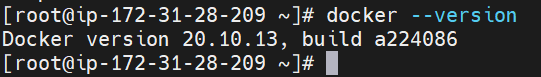 [root@ip-172-31-28-209 ~]# docker --version
Docker version 20.10.13, build a224086
[root@ip-172-31-28-209 ~]#